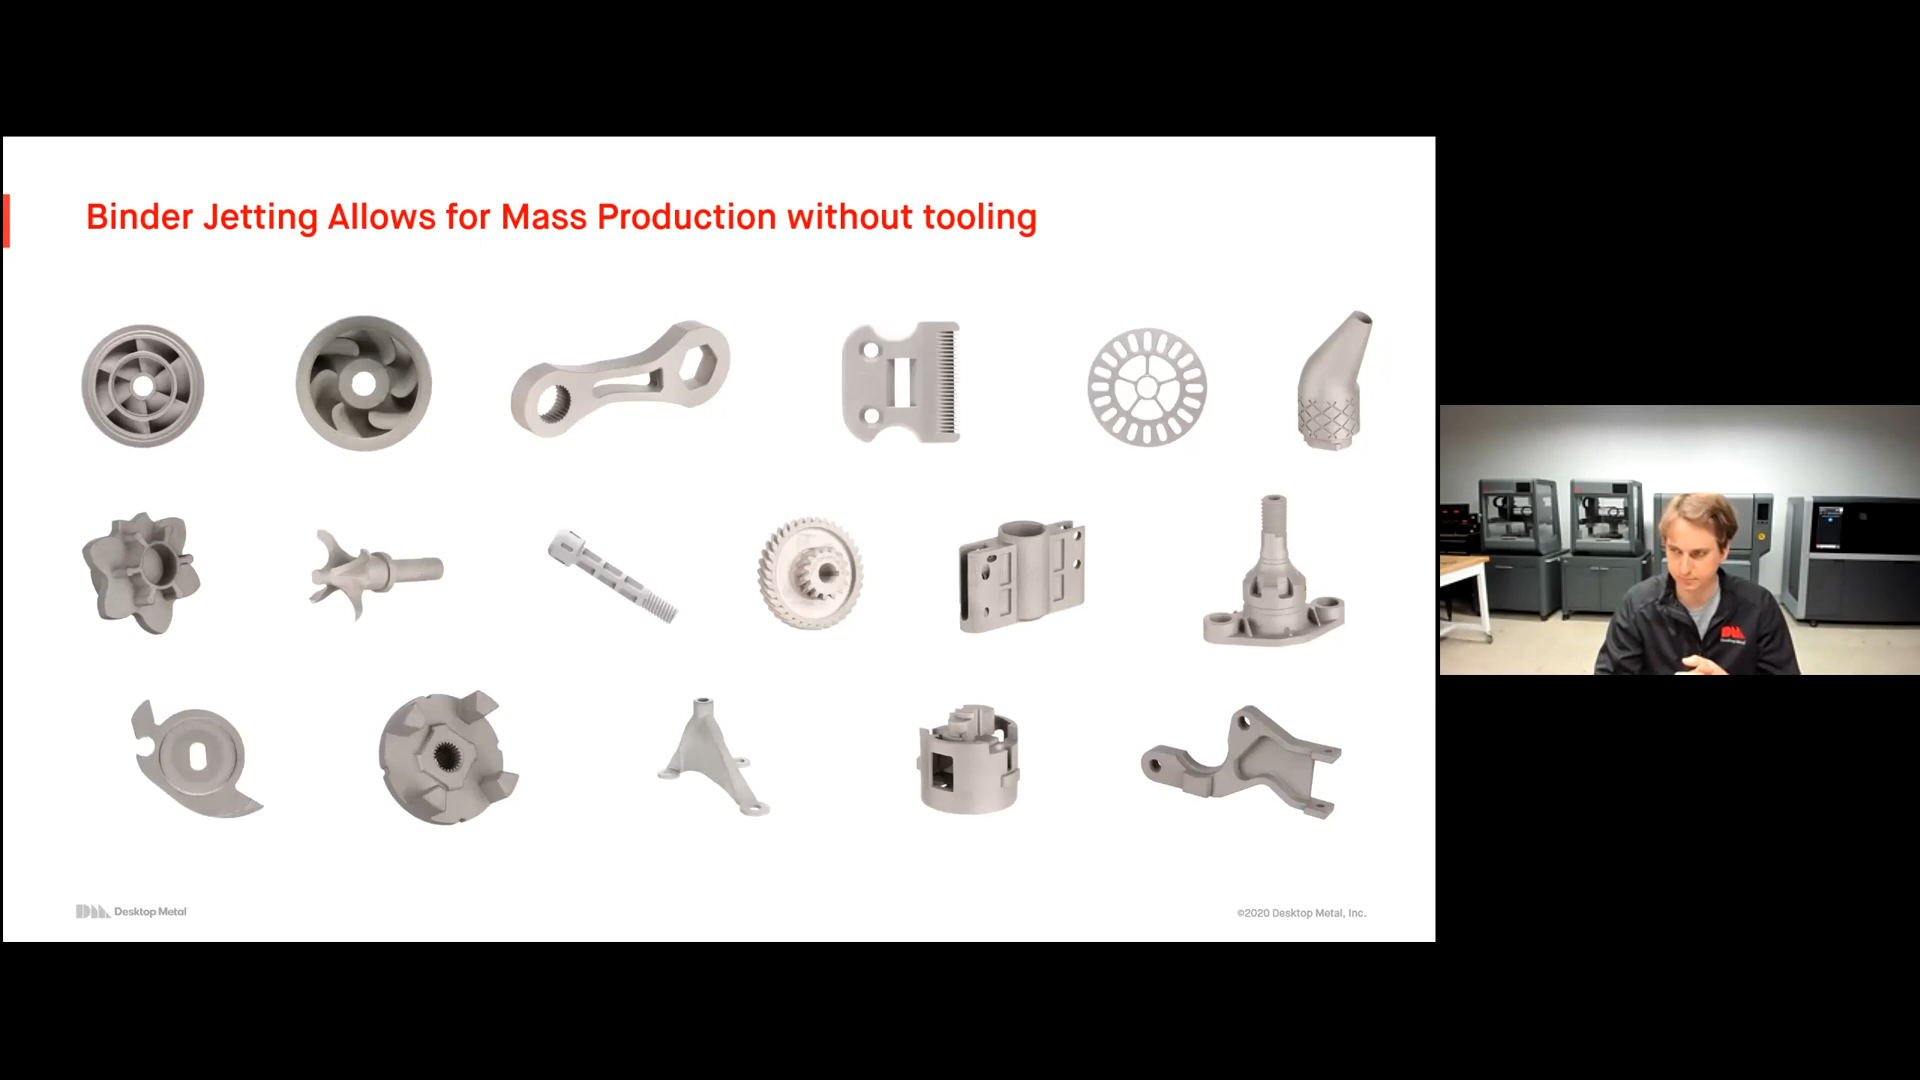 Binder Jetting Allows for Mass Production without tooling
Desktop Metal
©2020 Desktop Metal, Inc.